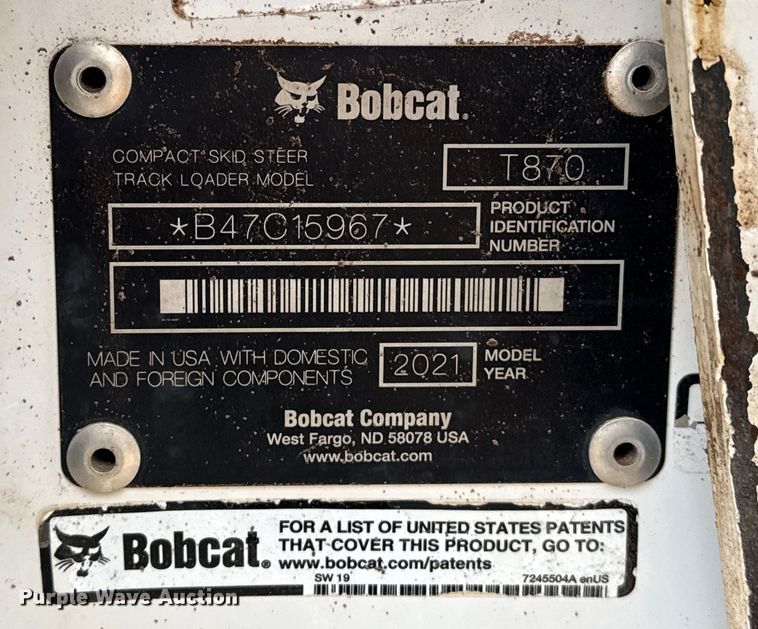 Bobcat.
COMPACT SKID STEER
TRACK LOADER MODEL
T870
*B47C15967*
PRODUCT
IDENTIFICATION
NUMBER
MADE IN USA WITH DOMESTIC
AND FOREIGN COMPONENTS
2021
MODEL
YEAR
Bobcat Company
West Fargo, ND 58078 USA
www.bobcat.com
Bobcat®
FOR A LIST OF UNITED STATES PATENTS
THAT COVER THIS PRODUCT, GO TO:
www.bobcat.com/patents
SW 19
7245504A enUS
Purple Wave Auction